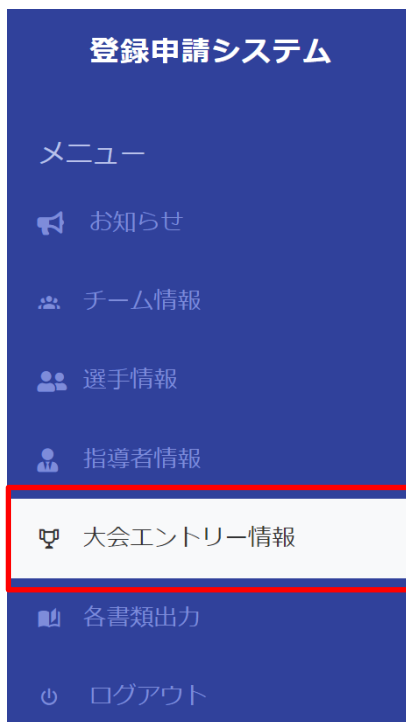 登録申請システム
メニュー
お知らせ
チーム情報
選手情報
指導者情報
大会エントリー情報
各書類出力
ログアウト